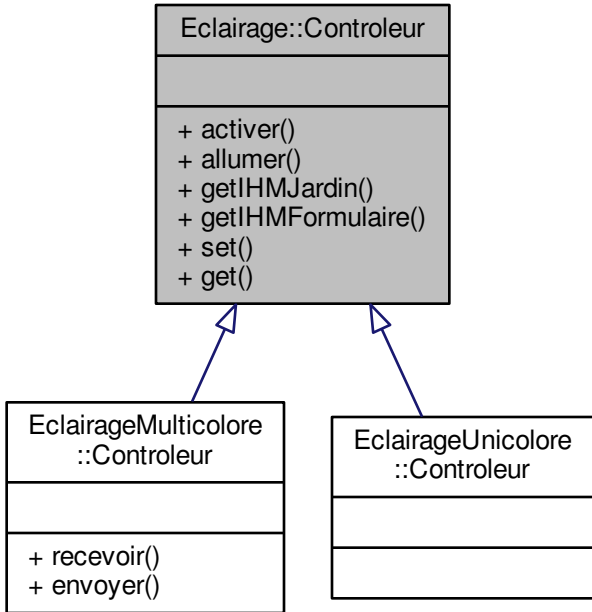 Eclairage::Controleur
+ activer()
+ allumer()
+ getIHMJardin()
+ getIHMFormulaire()
+ set()
+ get()
EclairageMulticolore
::Controleur
+ recevoir()
+ envoyer()
EclairageUnicolore
::Controleur